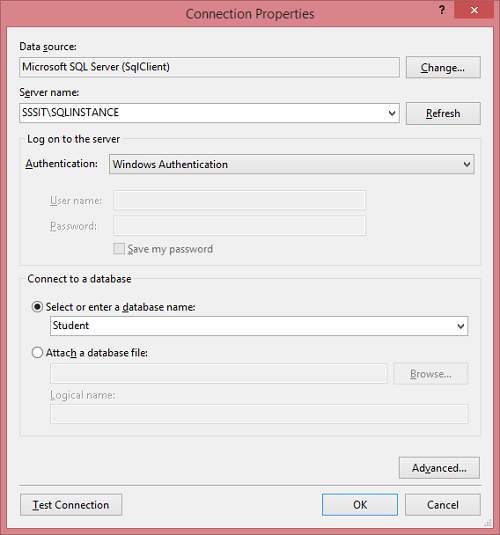 Connection Properties
?
Data source:
Microsoft SQL Server (SqlClient)
Change...
Server name:
SSSIT\SQLINSTANCE
Refresh
Log on to the server
Authentication:
Windows Authentication
User name:
Password:
Save my password
Connect to a database
Select or enter a database name:
Student
Attach a database file:
Browse...
Logical name:
Advanced...
Test Connection
OK
Cancel